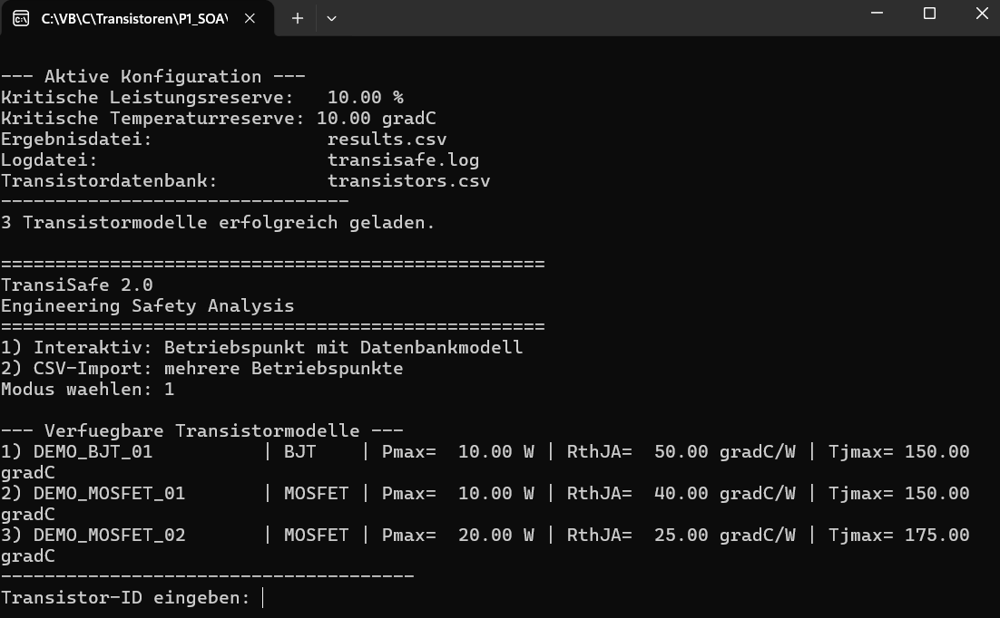 C:\VB\C\Transistoren\P1_SOA\
--- Aktive Konfiguration ---
Kritische Leistungsreserve:   10.00 %
Kritische Temperaturreserve: 10.00 gradC
Ergebnisdatei:                results.csv
Logdatei:                     transisafe.log
Transistordatenbank:          transistors.csv
--------------------------------
3 Transistormodelle erfolgreich geladen.
==================================================
TransiSafe 2.0
Engineering Safety Analysis
==================================================
1) Interaktiv: Betriebspunkt mit Datenbankmodell
2) CSV-Import: mehrere Betriebspunkte
Modus waehlen: 1
--- Verfuegbare Transistormodelle ---
1) DEMO_BJT_01          | BJT    | Pmax=  10.00 W | RthJA=  50.00 gradC/W | Tjmax= 150.00
gradC
2) DEMO_MOSFET_01       | MOSFET | Pmax=  10.00 W | RthJA=  40.00 gradC/W | Tjmax= 150.00
gradC
3) DEMO_MOSFET_02       | MOSFET | Pmax=  20.00 W | RthJA=  25.00 gradC/W | Tjmax= 175.00
gradC
--------------------------------------
Transistor-ID eingeben: